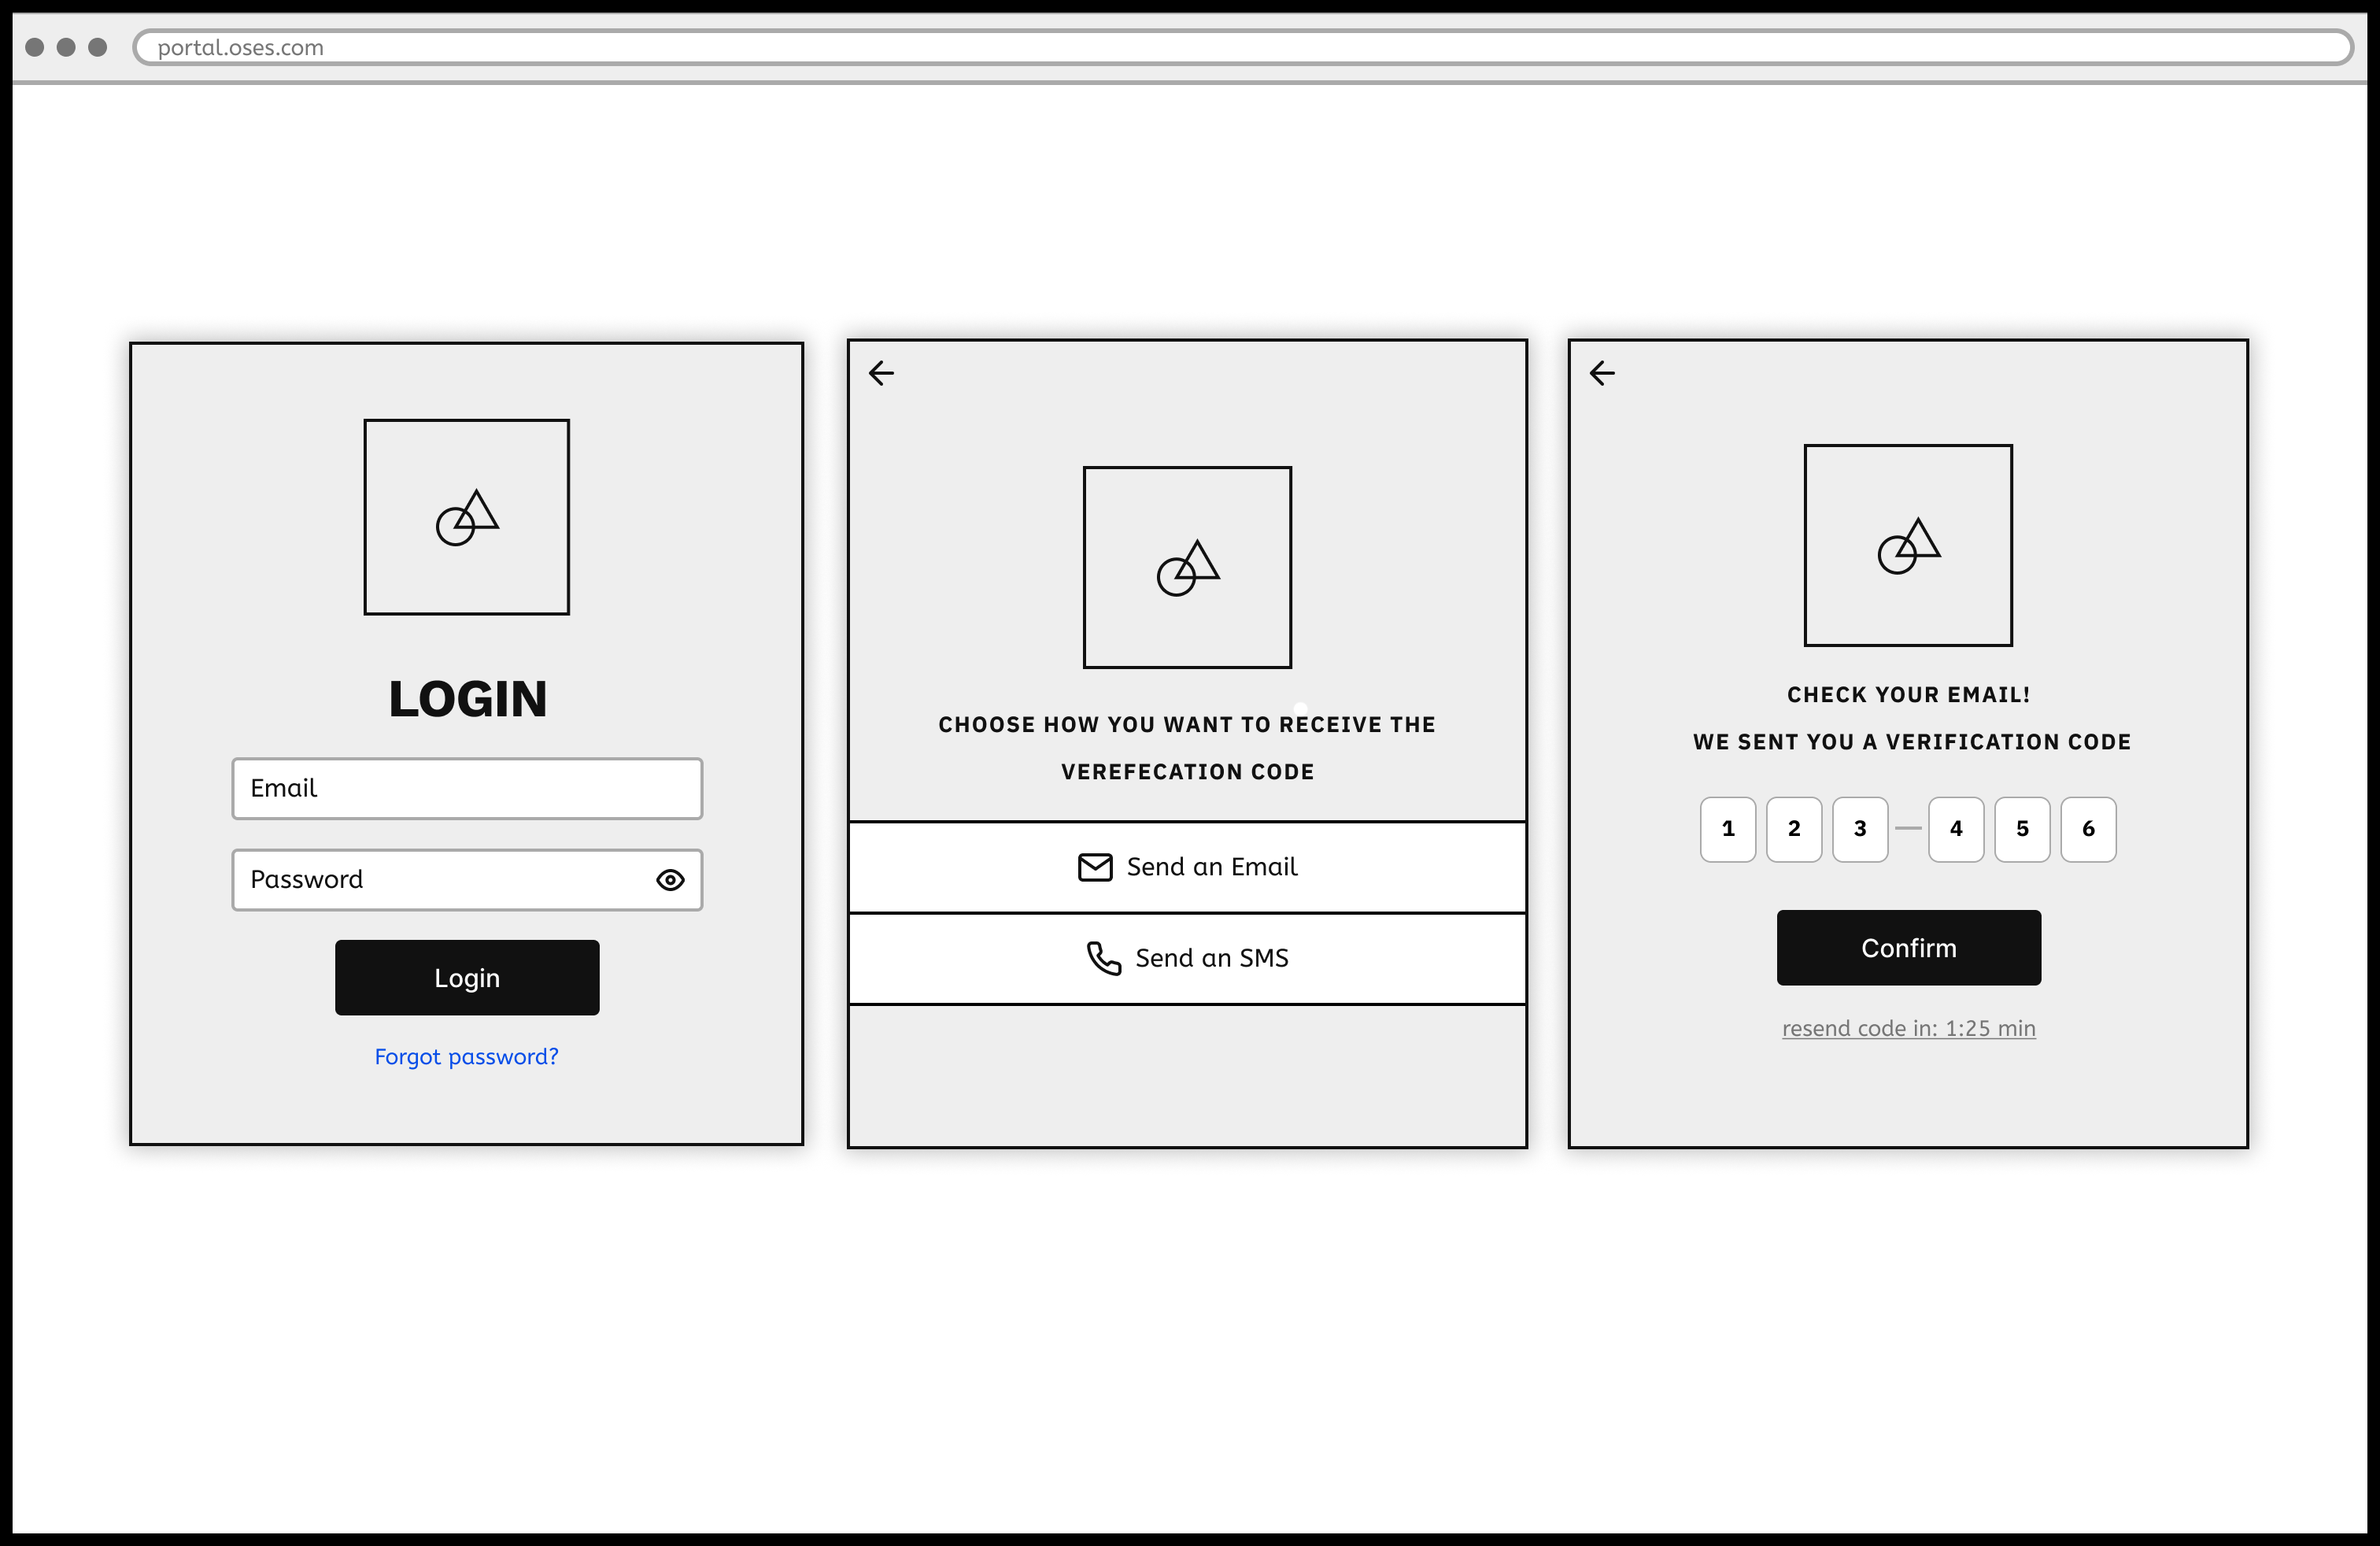 portal.oses.com
LOGIN
Email
Password
Login
Forgot password?
CHOOSE HOW YOU WANT TO RECEIVE THE
VEREFECATION CODE
Send an Email
Send an SMS
CHECK YOUR EMAIL!
WE SENT YOU A VERIFICATION CODE
1 2 3 — 4 5 6
Confirm
resend code in: 1:25 min